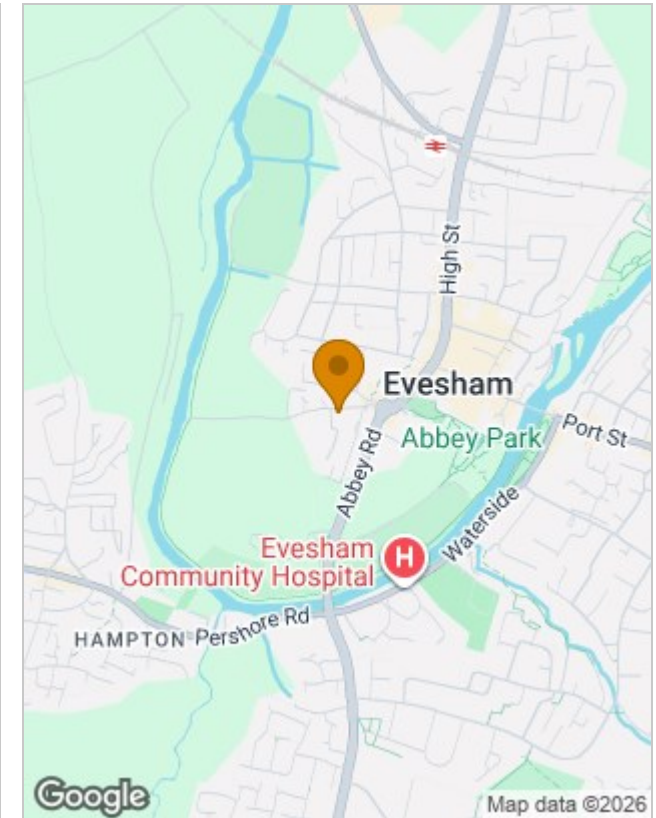 High St
Evesham
Abbey Park
Port St
Abbey Rd
Waterside
Evesham
Community Hospital
H
HAMPTON
Pershore Rd
Google
Map data ©2026